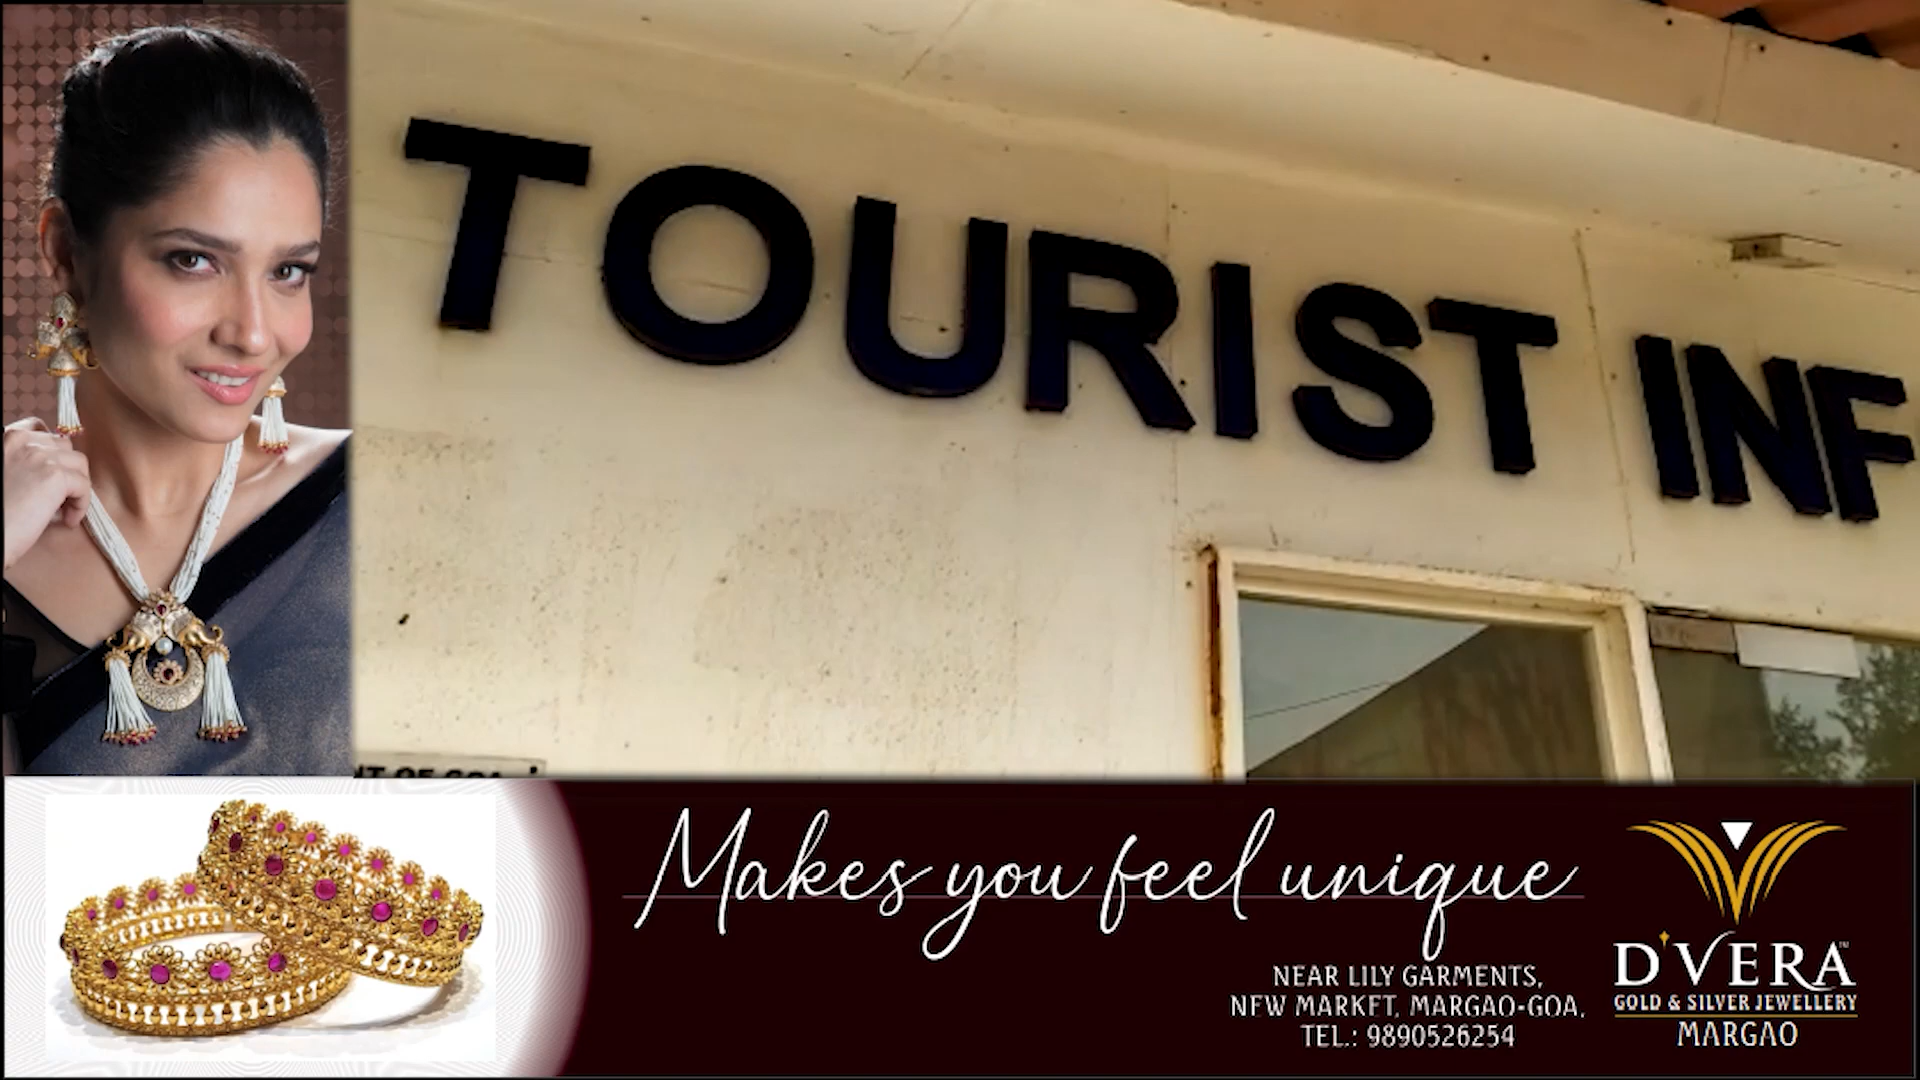 TOURIST INF
Makes you feel unique
NEAR LILY GARMENTS,
NEW MARKET, MARGAO-GOA,
TEL.: 9890526254
D'VERA™
GOLD & SILVER JEWELLERY
MARGAO